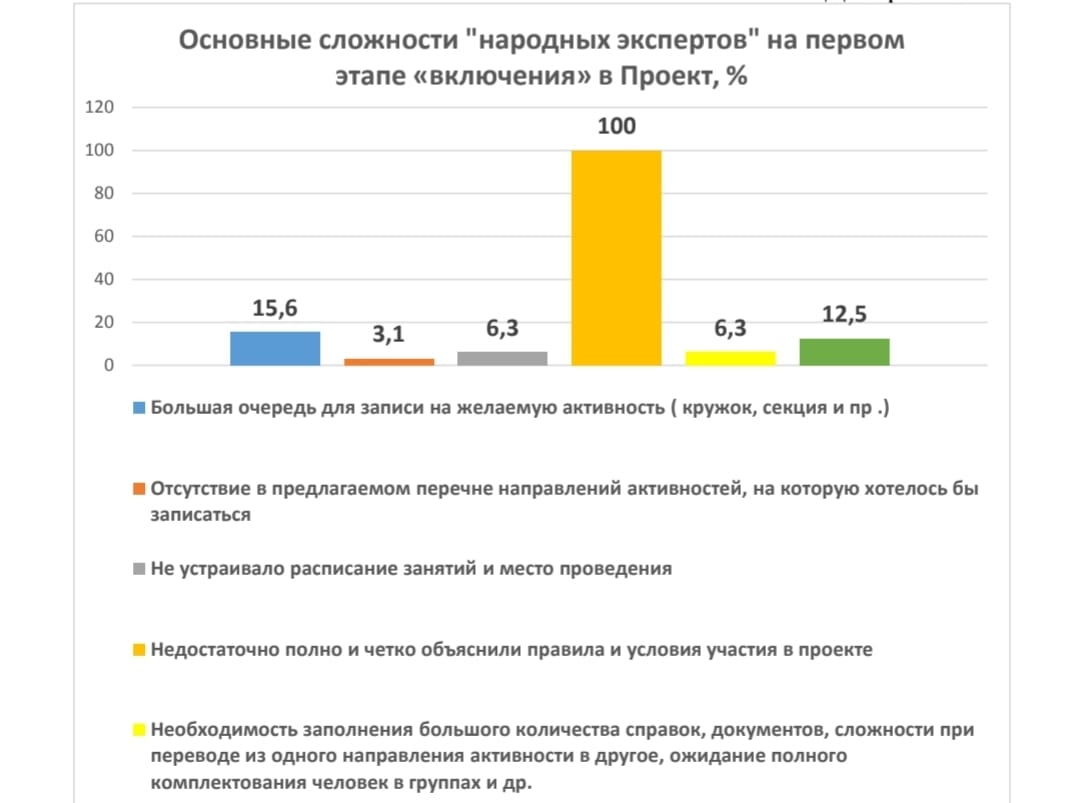 Основные сложности "народных экспертов" на первом
этапе «включения» в Проект, %
120
100
80
60
40
20
0
15,6
3,1
6,3
100
6,3
12,5
Большая очередь для записи на желаемую активность ( кружок, секция и пр .)
Отсутствие в предлагаемом перечне направлений активностей, на которую хотелось бы
записаться
Не устраивало расписание занятий и место проведения
Недостаточно полно и четко объяснили правила и условия участия в проекте
Необходимость заполнения большого количества справок, документов, сложности при
переводе из одного направления активности в другое, ожидание полного
комплектования человек в группах и др.